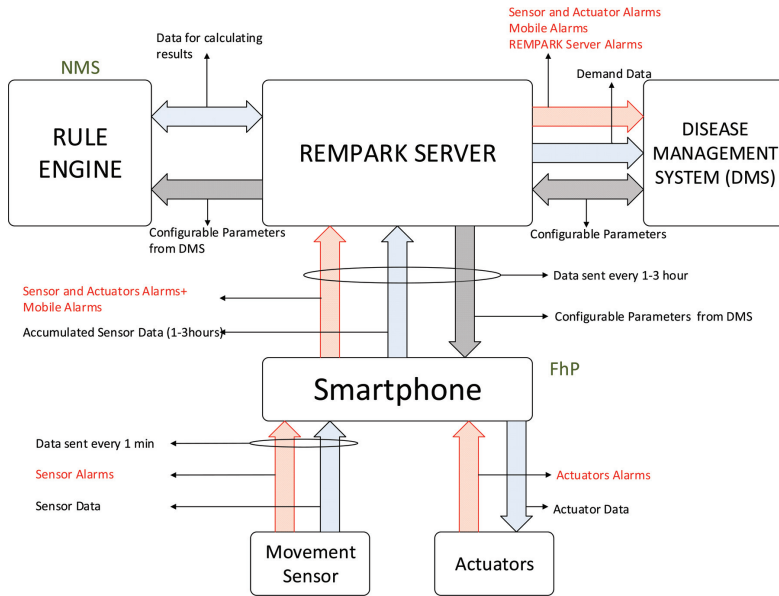 Sensor and Actuator Alarms
Mobile Alarms
REMPARK Server Alarms
Data for calculating
results
Demand Data
NMS
RULE
ENGINE
REMPARK SERVER
DISEASE
MANAGEMENT
SYSTEM (DMS)
Configurable Parameters
from DMS
Configurable Parameters
Data sent every 1-3 hour
Sensor and Actuators Alarms+
Mobile Alarms
Accumulated Sensor Data (1-3hours)
Configurable Parameters from DMS
Smartphone
FhP
Data sent every 1 min
Sensor Alarms
Actuators Alarms
Sensor Data
Actuator Data
Movement
Sensor
Actuators